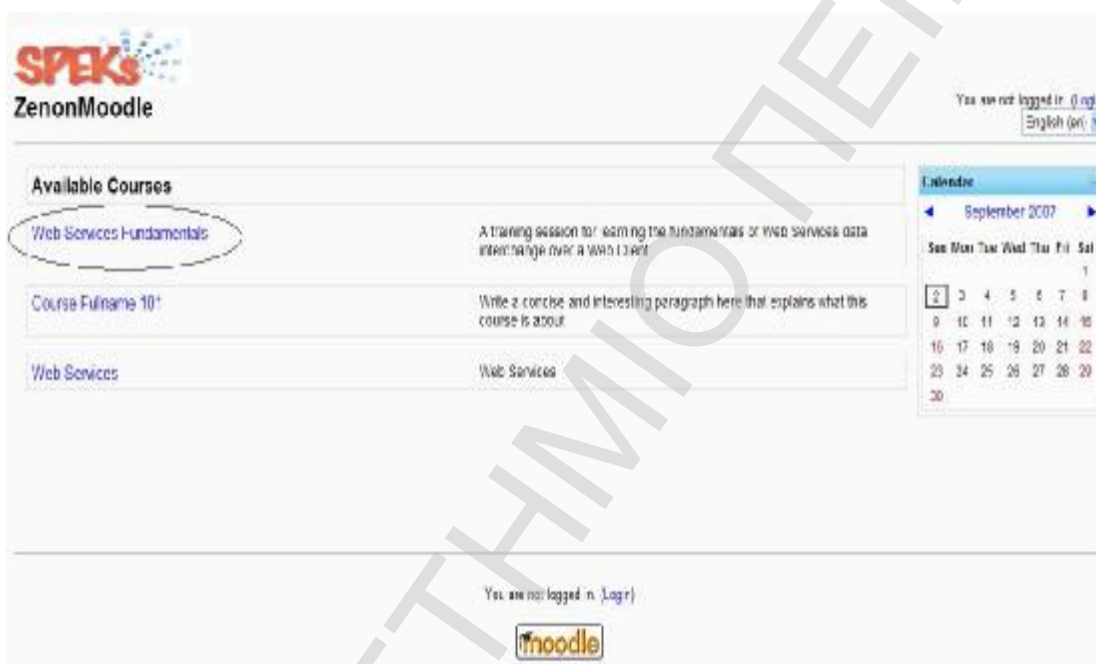 SPEKs
ZenonMoodle
You are not logged in. (Login
English (en)
Available Courses
Web Services Fundamentals
A training session for learning the fundamentals of Web Services data
interchange over a Web Client
Course Fullname 101
Write a concise and interesting paragraph here that explains what this
course is about
Web Services
Web Services
Calendar
September 2007
Sun Mon Tue Wed Thu Fri Sat
1
2 3 4 5 6 7 8
9 10 11 12 13 14 15
16 17 18 19 20 21 22
23 24 25 26 27 28 29
30
You are not logged in. (Login)
moodle
ΣΤΗΜΙΟ ΠΕΙ